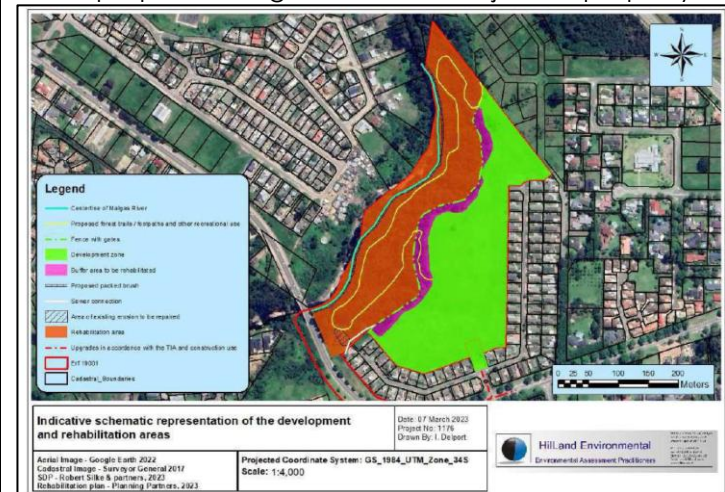 Legend
Centerline of Malgas River
Proposed forest trails / footpaths and other recreational use
Fence with gates
Development zone
Buffer area to be rehabilitated
Proposed packed brush
Sewer connection
Area of existing erosion to be repaired
Rehabilitation area
Upgrades in accordance with the TIA and construction use
Erf 19001
Cadastral_Boundaries
0 25 50 100 150 200
Meters
Indicative schematic representation of the development
and rehabilitation areas
Date: 07 March 2023
Project No: 1176
Drawn By: I. Delport
Aerial Image - Google Earth 2022
Cadastral Image - Surveyor General 2017
SDP - Robert Silke & partners, 2023
Rehabilitation plan - Planning Partners, 2023
Projected Coordinate System: GS_1984_UTM_Zone_34S
Scale: 1:4,000
HillLand Environmental
Environmental Assessment Practitioners